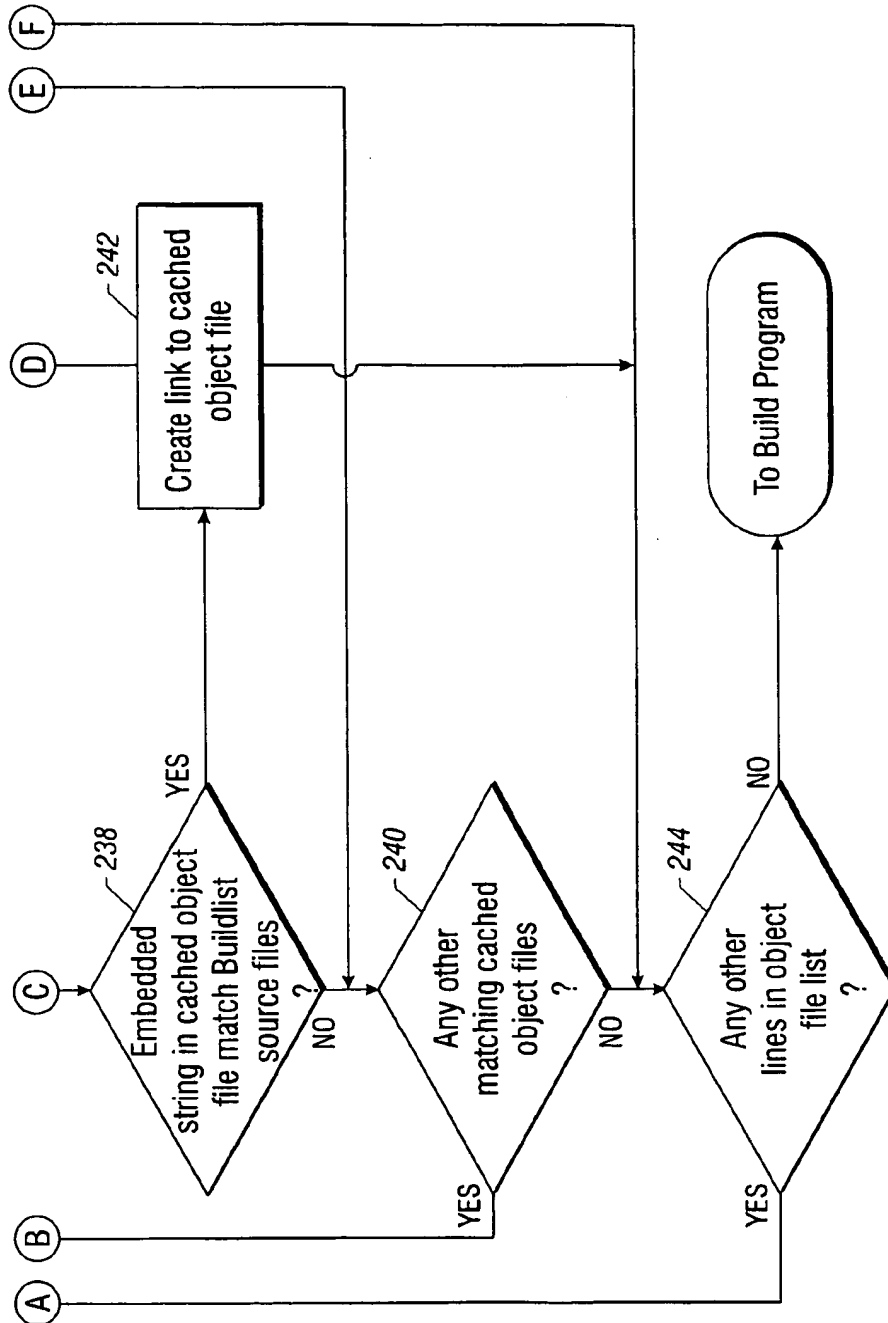 A
B
C
D
E
F
238
Embedded
string in cached object
file match Buildlist
source files
?
YES
NO
242
Create link to cached
object file
240
Any other
matching cached
object files
?
YES
NO
244
Any other
lines in object
file list
?
YES
NO
To Build Program